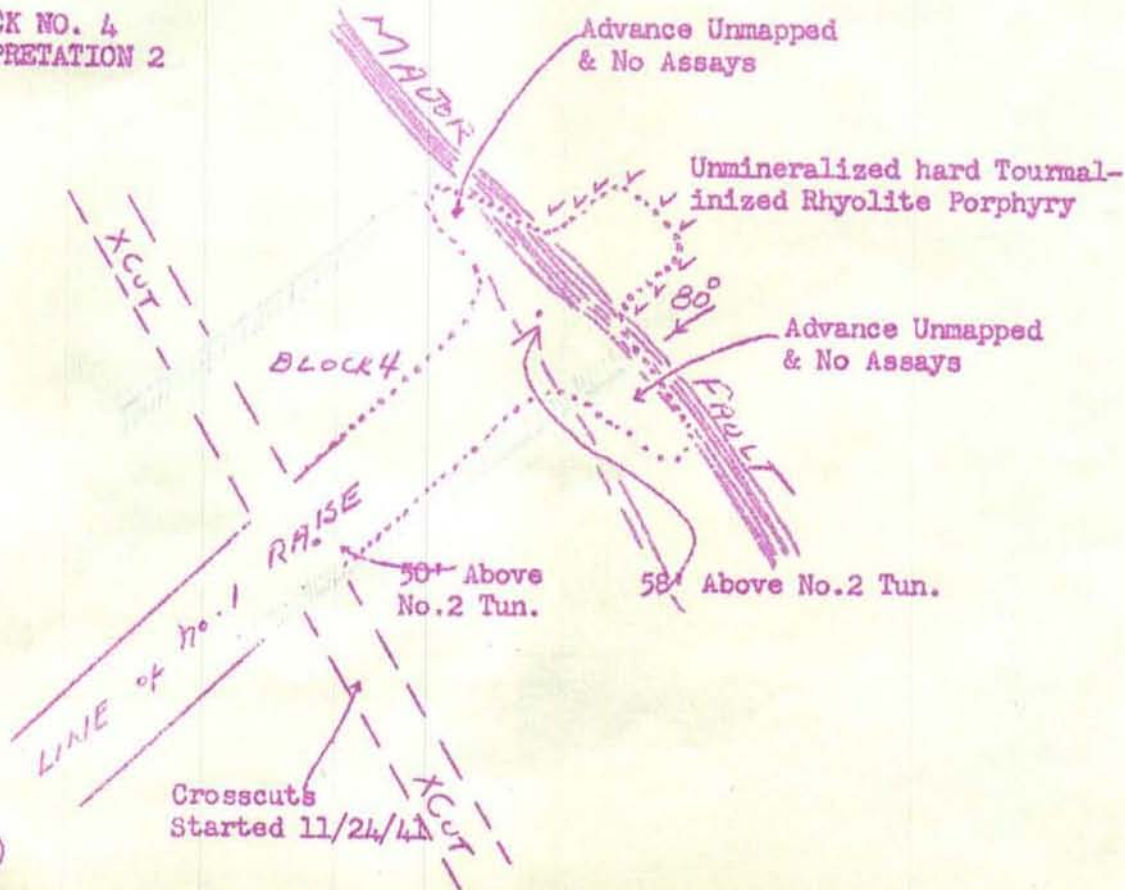 CK NO. 4
PRETATION 2
Advance Unmapped
& No Assays
MAJOR
Unmineralized hard Tourmal-
inized Rhyolite Porphyry
XCUT
80°
BLOCK 4
Advance Unmapped
& No Assays
FAULT
RAISE
50' Above
No.2 Tun.
58' Above No.2 Tun.
LINE of No. 1
Crosscuts
Started 11/24/41
XCUT